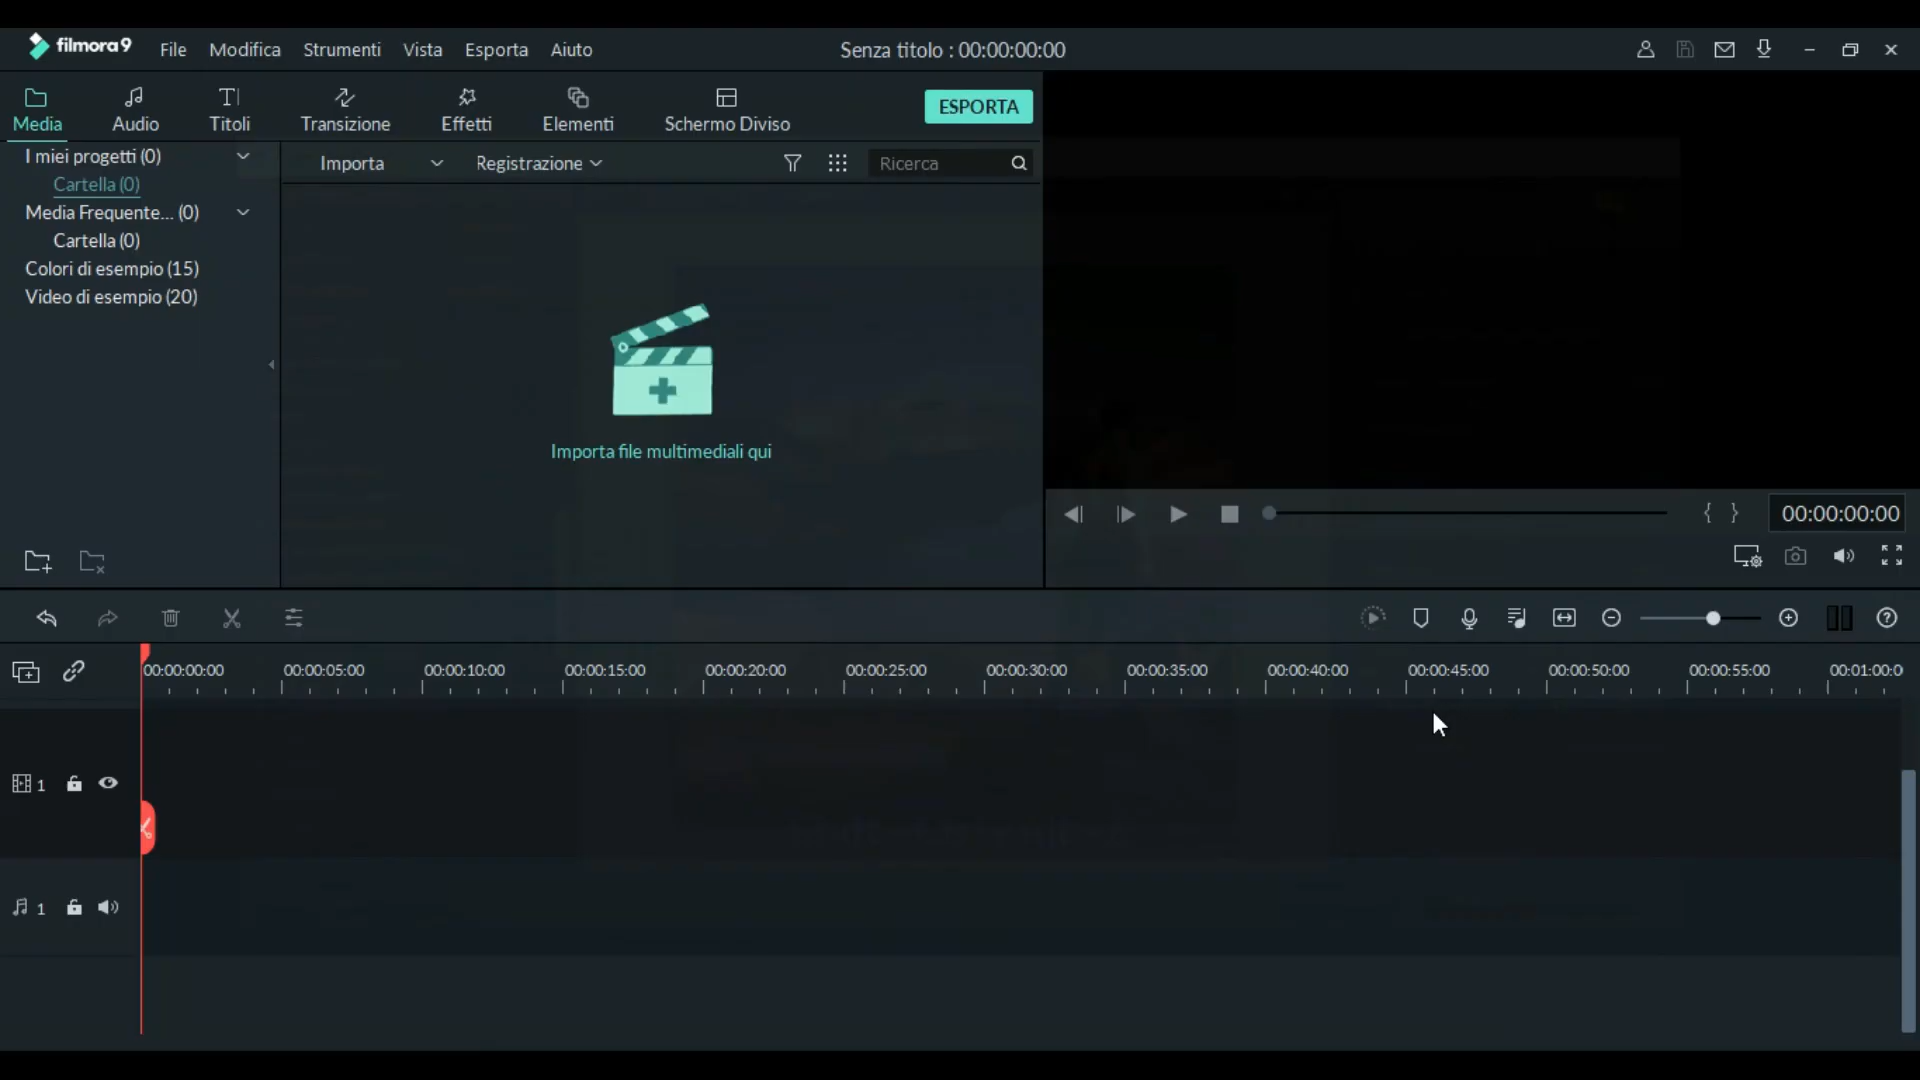 filmora9 File Modifica Strumenti Vista Esporta Aiuto Senza titolo : 00:00:00:00
Media Audio Titoli Transizione Effetti Elementi Schermo Diviso ESPORTA
I miei progetti (0)
Cartella (0)
Media Frequente... (0)
Cartella (0)
Colori di esempio (15)
Video di esempio (20)
Importa Registrazione Ricerca
Importa file multimediali qui
00:00:00:00
00:00:00:00 00:00:05:00 00:00:10:00 00:00:15:00 00:00:20:00 00:00:25:00 00:00:30:00 00:00:35:00 00:00:40:00 00:00:45:00 00:00:50:00 00:00:55:00 00:01:00:0
1
1